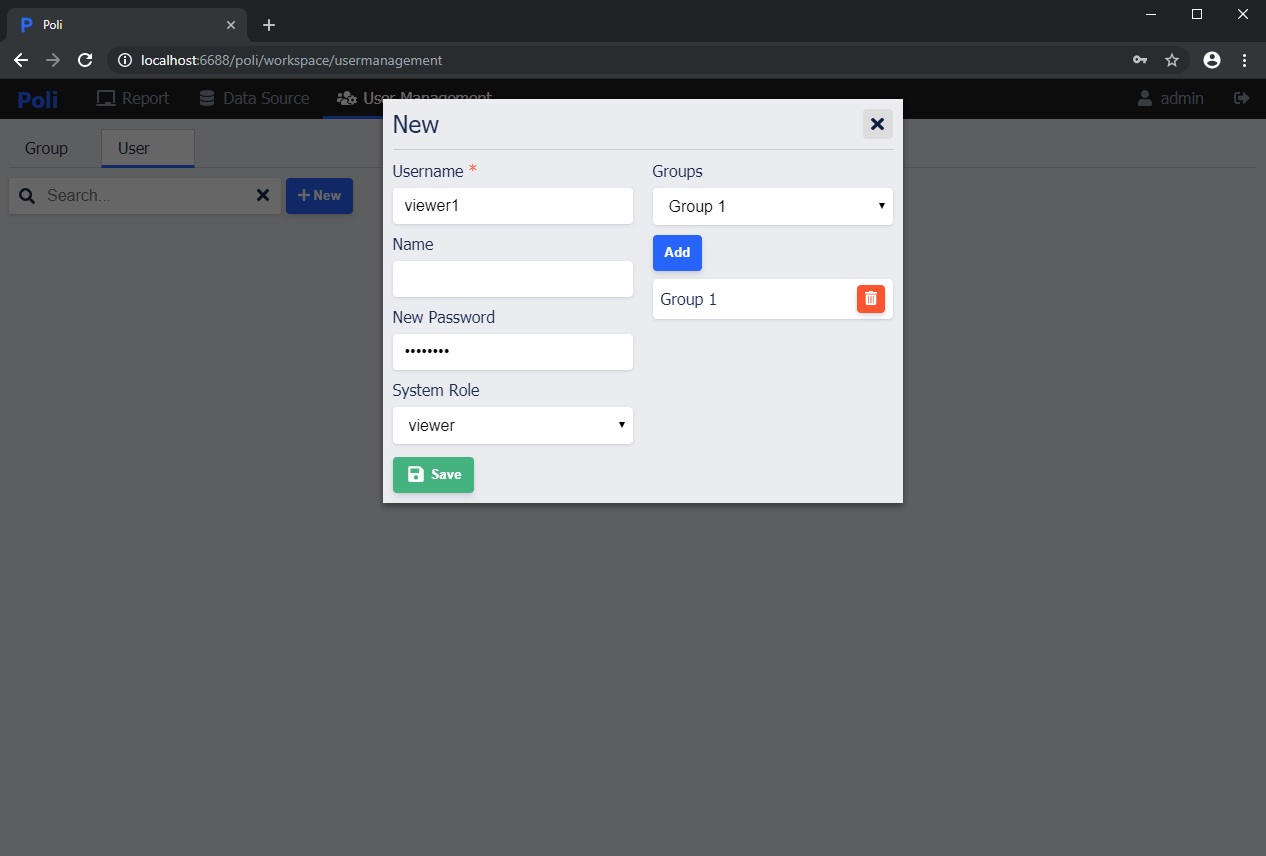 Poli
localhost:6688/poli/workspace/usermanagement
Poli Report Data Source User Management admin
Group User
Search... New
New
Username *
viewer1
Name
New Password
••••••••
System Role
viewer
Save
Groups
Group 1
Add
Group 1